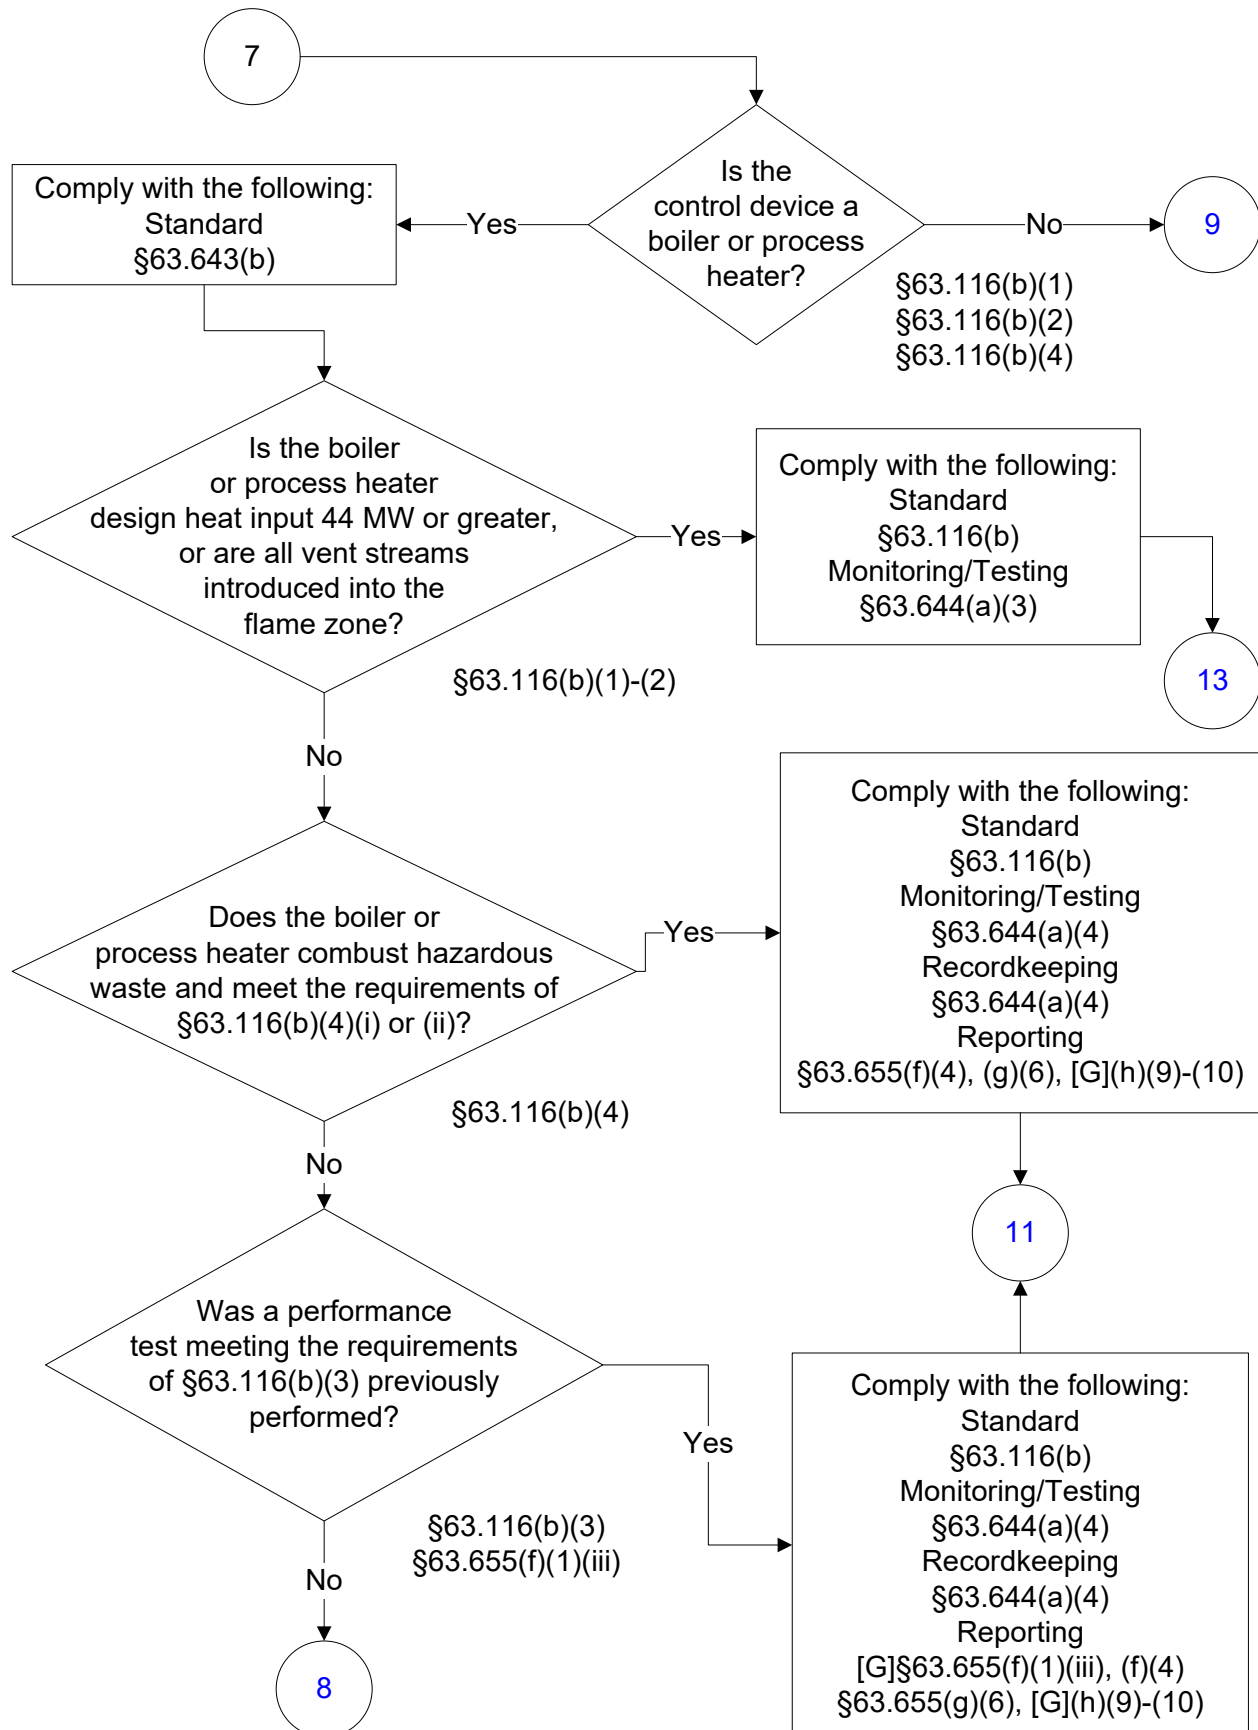 7
Is the
control device a
boiler or process
heater?
Yes
No
9
Comply with the following:
Standard
§63.643(b)
§63.116(b)(1)
§63.116(b)(2)
§63.116(b)(4)
Is the boiler
or process heater
design heat input 44 MW or greater,
or are all vent streams
introduced into the
flame zone?
Yes
Comply with the following:
Standard
§63.116(b)
Monitoring/Testing
§63.644(a)(3)
13
§63.116(b)(1)-(2)
No
Does the boiler or
process heater combust hazardous
waste and meet the requirements of
§63.116(b)(4)(i) or (ii)?
Yes
Comply with the following:
Standard
§63.116(b)
Monitoring/Testing
§63.644(a)(4)
Recordkeeping
§63.644(a)(4)
Reporting
§63.655(f)(4), (g)(6), [G](h)(9)-(10)
§63.116(b)(4)
No
11
Was a performance
test meeting the requirements
of §63.116(b)(3) previously
performed?
Yes
Comply with the following:
Standard
§63.116(b)
Monitoring/Testing
§63.644(a)(4)
Recordkeeping
§63.644(a)(4)
Reporting
[G]§63.655(f)(1)(iii), (f)(4)
§63.655(g)(6), [G](h)(9)-(10)
§63.116(b)(3)
§63.655(f)(1)(iii)
No
8